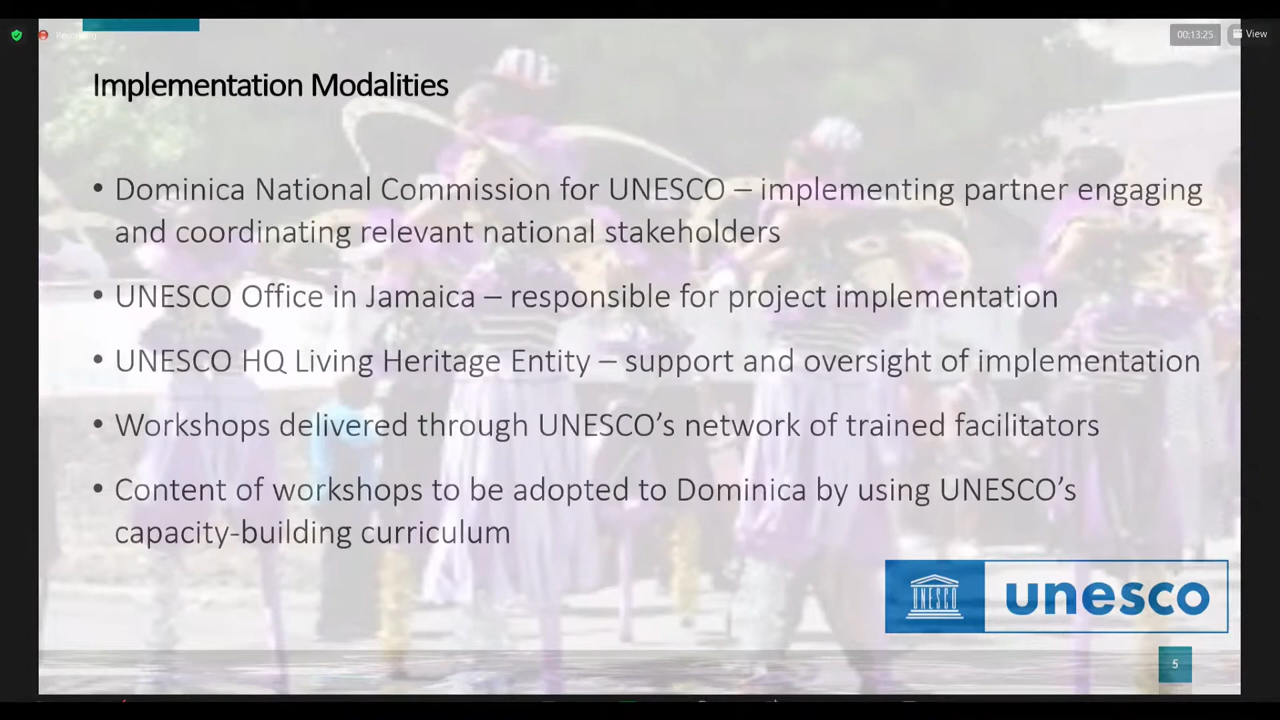 Recording
00:13:25
View
Implementation Modalities
• Dominica National Commission for UNESCO – implementing partner engaging
and coordinating relevant national stakeholders
• UNESCO Office in Jamaica – responsible for project implementation
• UNESCO HQ Living Heritage Entity – support and oversight of implementation
• Workshops delivered through UNESCO’s network of trained facilitators
• Content of workshops to be adopted to Dominica by using UNESCO’s
capacity-building curriculum
UNESCO
unesco
5